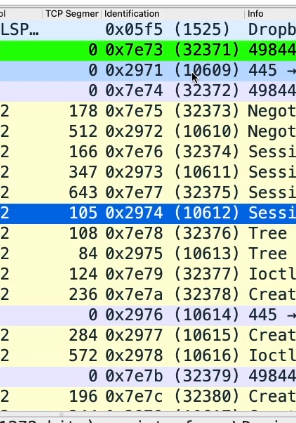 ol TCP Segmer Identification Info
LSP… 0x05f5 (1525) Dropb
0 0x7e73 (32371) 49844
0 0x2971 (10609) 445 →
0 0x7e74 (32372) 49844
2 178 0x7e75 (32373) Negot
2 512 0x2972 (10610) Negot
2 166 0x7e76 (32374) Sessi
2 347 0x2973 (10611) Sessi
2 643 0x7e77 (32375) Sessi
2 105 0x2974 (10612) Sessi
2 108 0x7e78 (32376) Tree
2 84 0x2975 (10613) Tree
2 124 0x7e79 (32377) Ioctl
2 236 0x7e7a (32378) Creat
0 0x2976 (10614) 445 →
2 284 0x2977 (10615) Creat
2 572 0x2978 (10616) Ioctl
0 0x7e7b (32379) 49844
2 196 0x7e7c (32380) Creat